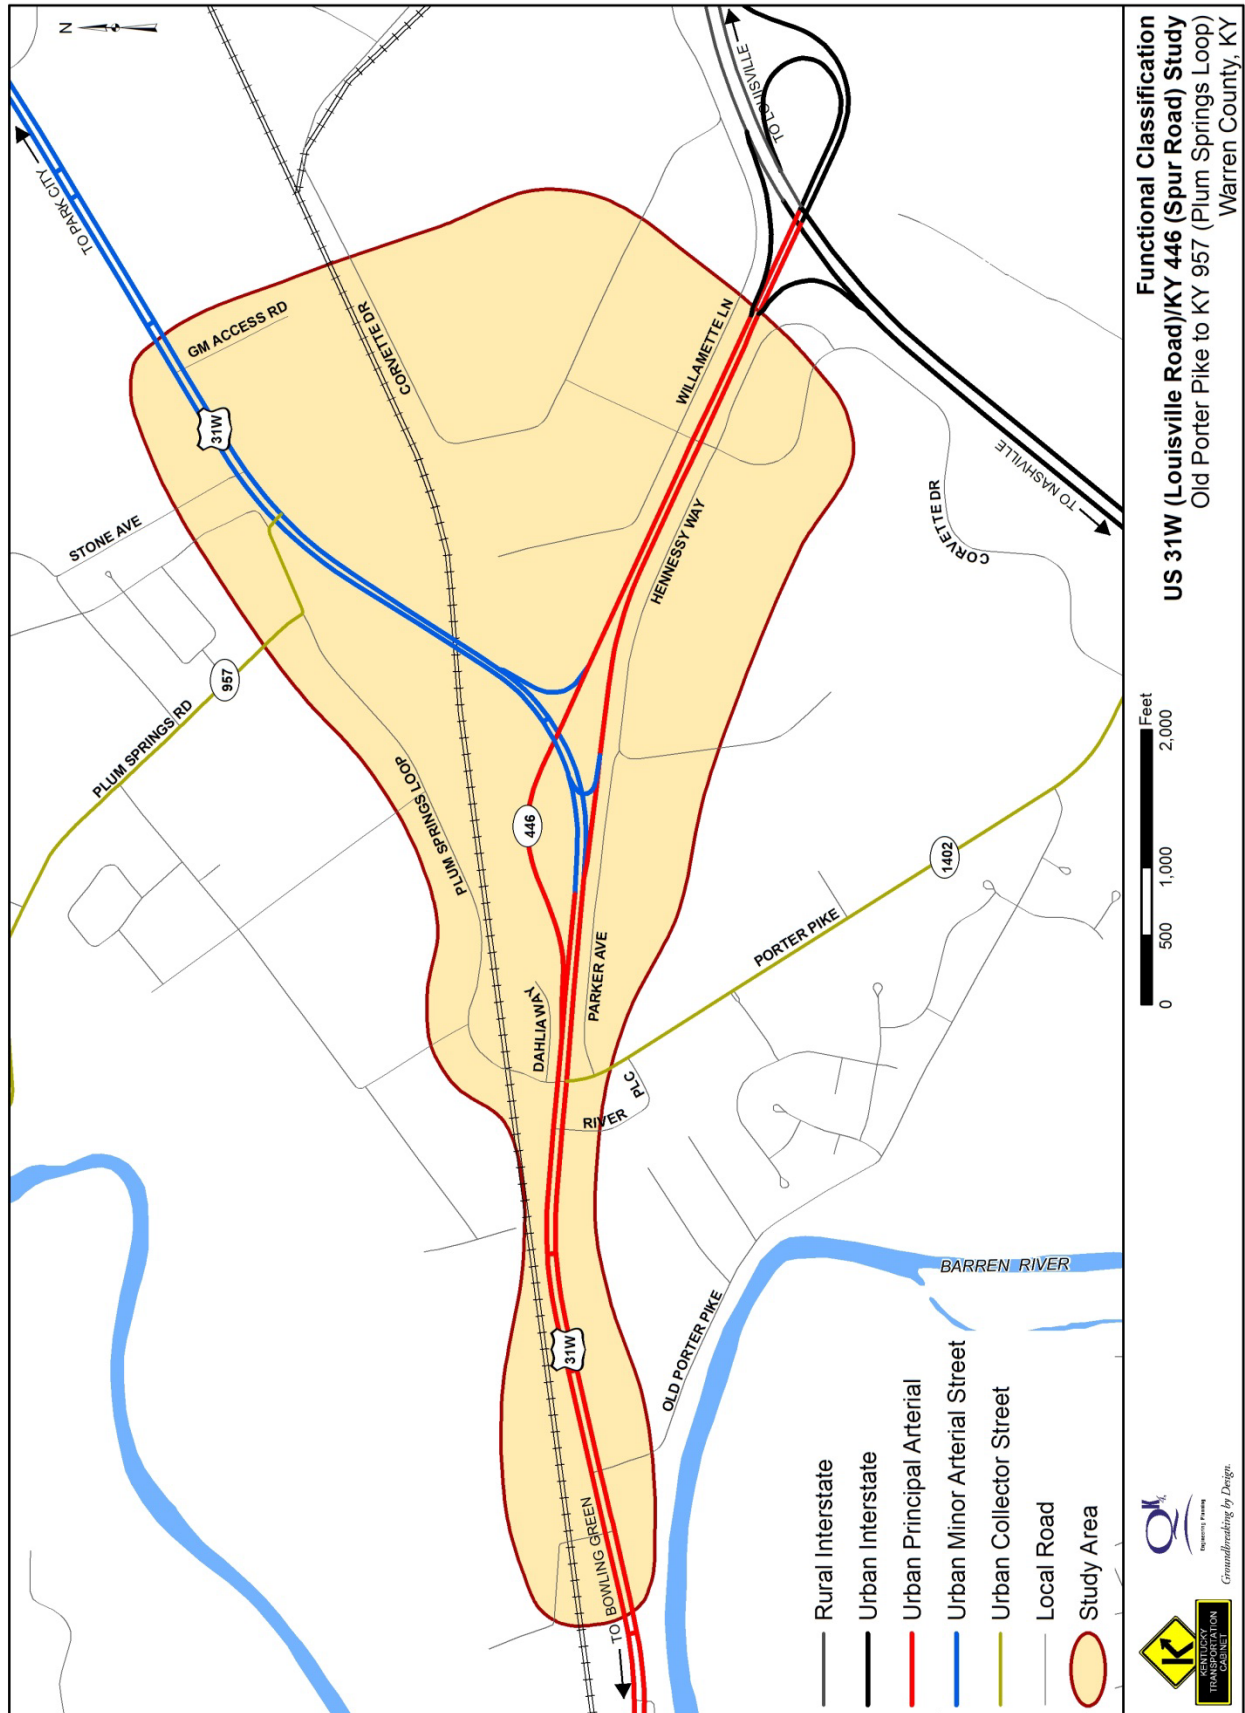 N
TO PARK CITY
TO LOUISVILLE
GM ACCESS RD
31W
CORVETTE DR
WILLAMETTE LN
STONE AVE
957
PLUM SPRINGS RD
HENNESSY WAY
CORVETTE DR
TO NASHVILLE
PLUM SPRINGS LOOP
446
DAHLIA WAY
PARKER AVE
PORTER PIKE
1402
RIVER PLC
31W
OLD PORTER PIKE
BARREN RIVER
TO BOWLING GREEN
Rural Interstate
Urban Interstate
Urban Principal Arterial
Urban Minor Arterial Street
Urban Collector Street
Local Road
Study Area
KENTUCKY
TRANSPORTATION
CABINET
QK4
Engineering Planning
Groundbreaking by Design.
0 500 1,000 2,000
Feet
Functional Classification
US 31W (Louisville Road)/KY 446 (Spur Road) Study
Old Porter Pike to KY 957 (Plum Springs Loop)
Warren County, KY